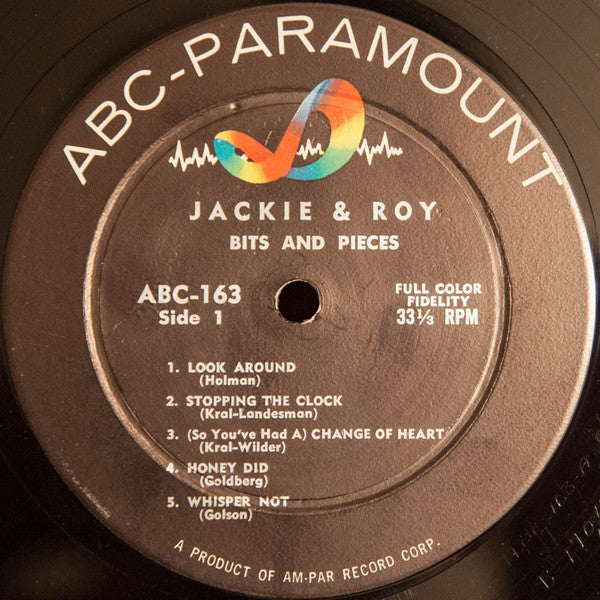 ABC-PARAMOUNT
JACKIE & ROY
BITS AND PIECES
ABC-163
Side 1
FULL COLOR
FIDELITY
33⅓ RPM
1. LOOK AROUND
(Holman)
2. STOPPING THE CLOCK
(Kral-Landesman)
3. (So You've Had A) CHANGE OF HEART
(Kral-Wilder)
4. HONEY DID
(Goldberg)
5. WHISPER NOT
(Golson)
A PRODUCT OF AM-PAR RECORD CORP.